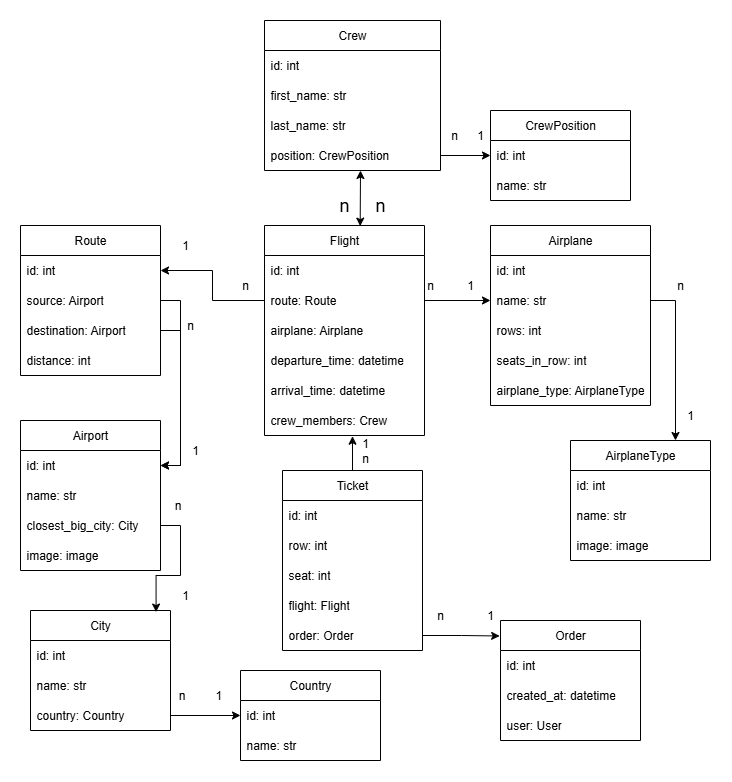 Crew
id: int
first_name: str
last_name: str
position: CrewPosition
n 1
CrewPosition
id: int
name: str
n n
Route
id: int
source: Airport
destination: Airport
distance: int
1
n
Flight
id: int
route: Route
airplane: Airplane
departure_time: datetime
arrival_time: datetime
crew_members: Crew
n 1
Airplane
id: int
name: str
rows: int
seats_in_row: int
airplane_type: AirplaneType
n
1
AirplaneType
id: int
name: str
image: image
n
1
Airport
id: int
name: str
closest_big_city: City
image: image
n
1
1
n
Ticket
id: int
row: int
seat: int
flight: Flight
order: Order
n 1
Order
id: int
created_at: datetime
user: User
City
id: int
name: str
country: Country
n 1
Country
id: int
name: str